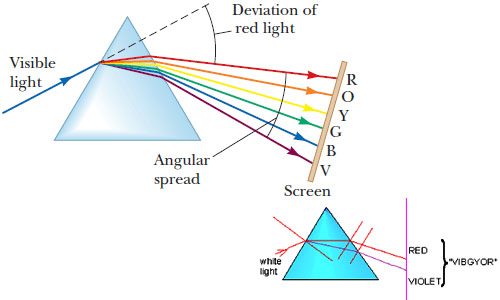 Deviation of
red light
Visible
light
R
O
Y
G
B
V
Angular
spread
Screen
white
light
RED
VIOLET
"VIBGYOR"